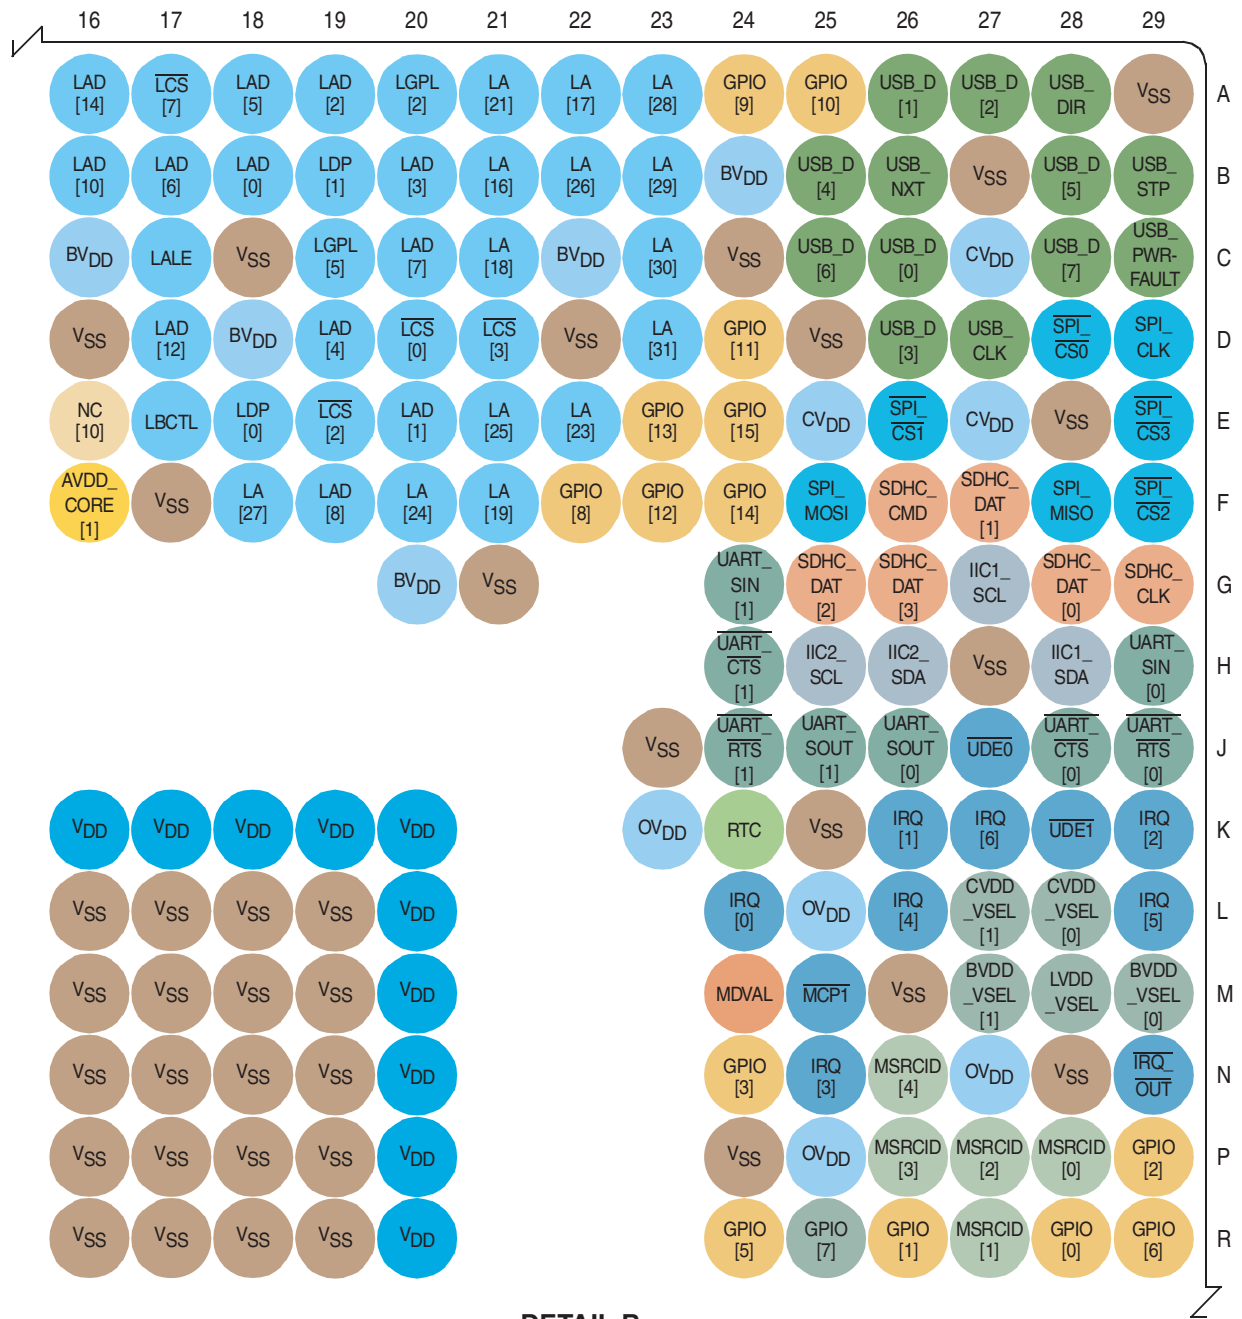 16 17 18 19 20 21 22 23 24 25 26 27 28 29
LAD [14] LCS [7] LAD [5] LAD [2] LGPL [2] LA [21] LA [17] LA [28] GPIO [9] GPIO [10] USB_D [1] USB_D [2] USB_ DIR VSS A
LAD [10] LAD [6] LAD [0] LDP [1] LAD [3] LA [16] LA [26] LA [29] BVDD USB_D [4] USB_ NXT VSS USB_D [5] USB_ STP B
BVDD LALE VSS LGPL [5] LAD [7] LA [18] BVDD LA [30] VSS USB_D [6] USB_D [0] CVDD USB_D [7] USB_ PWR- FAULT C
VSS LAD [12] BVDD LAD [4] LCS [0] LCS [3] VSS LA [31] GPIO [11] VSS USB_D [3] USB_ CLK SPI_ CS0 SPI_ CLK D
NC [10] LBCTL LDP [0] LCS [2] LAD [1] LA [25] LA [23] GPIO [13] GPIO [15] CVDD SPI_ CS1 CVDD VSS SPI_ CS3 E
AVDD_ CORE [1] VSS LA [27] LAD [8] LA [24] LA [19] GPIO [8] GPIO [12] GPIO [14] SPI_ MOSI SDHC_ CMD SDHC_ DAT [1] SPI_ MISO SPI_ CS2 F
BVDD VSS UART_ SIN [1] SDHC_ DAT [2] SDHC_ DAT [3] IIC1_ SCL SDHC_ DAT [0] SDHC_ CLK G
UART_ CTS [1] IIC2_ SCL IIC2_ SDA VSS IIC1_ SDA UART_ SIN [0] H
VSS UART_ RTS [1] UART_ SOUT [1] UART_ SOUT [0] UDE0 UART_ CTS [0] UART_ RTS [0] J
VDD VDD VDD VDD VDD OVDD RTC VSS IRQ [1] IRQ [6] UDE1 IRQ [2] K
VSS VSS VSS VSS VDD IRQ [0] OVDD IRQ [4] CVDD _VSEL [1] CVDD _VSEL [0] IRQ [5] L
VSS VSS VSS VSS VDD MDVAL MCP1 VSS BVDD _VSEL [1] LVDD _VSEL BVDD _VSEL [0] M
VSS VSS VSS VSS VDD GPIO [3] IRQ [3] MSRCID [4] OVDD VSS IRQ_ OUT N
VSS VSS VSS VSS VDD VSS OVDD MSRCID [3] MSRCID [2] MSRCID [0] GPIO [2] P
VSS VSS VSS VSS VDD GPIO [5] GPIO [7] GPIO [1] MSRCID [1] GPIO [0] GPIO [6] R
DETAIL B